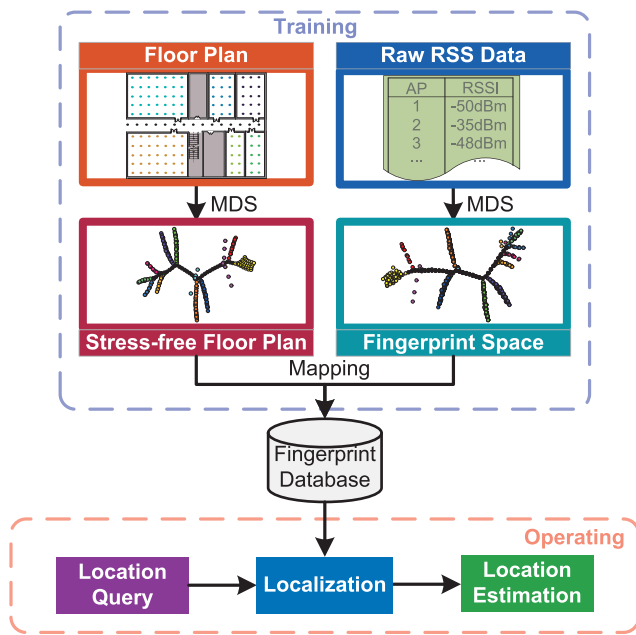 Training
Floor Plan
Raw RSS Data
AP RSSI
1 -50dBm
2 -35dBm
3 -48dBm
... ...
MDS
MDS
Stress-free Floor Plan
Fingerprint Space
Mapping
Fingerprint
Database
Operating
Location
Query
Localization
Location
Estimation